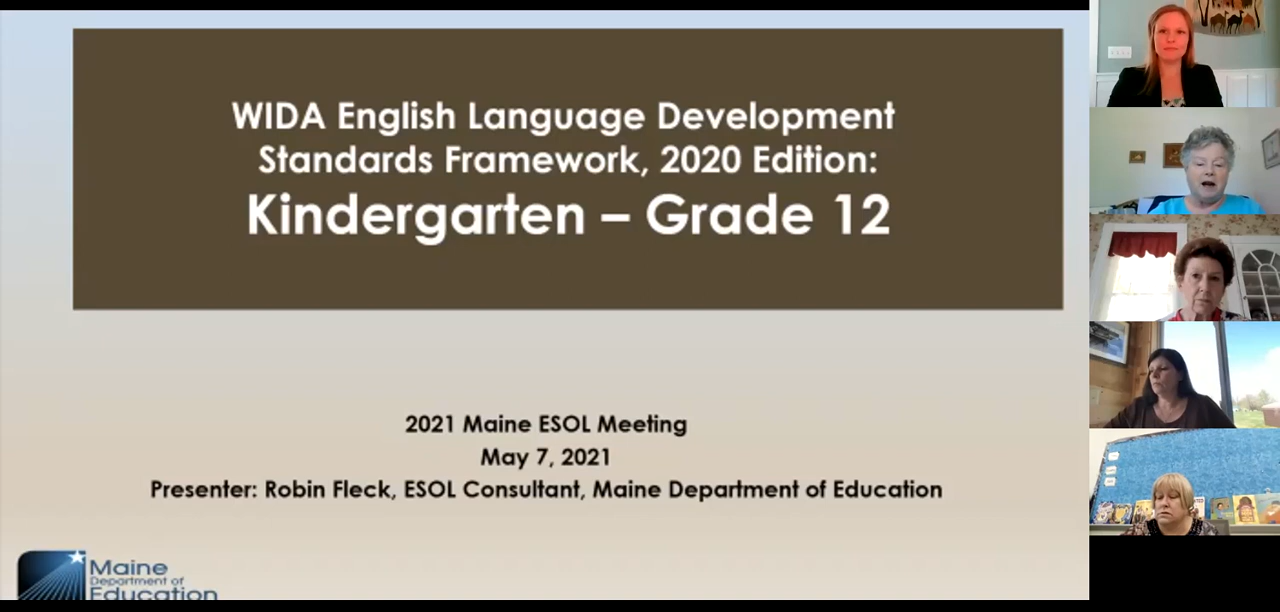 WIDA English Language Development
Standards Framework, 2020 Edition:
Kindergarten – Grade 12
2021 Maine ESOL Meeting
May 7, 2021
Presenter: Robin Fleck, ESOL Consultant, Maine Department of Education
Maine
Department of
Education